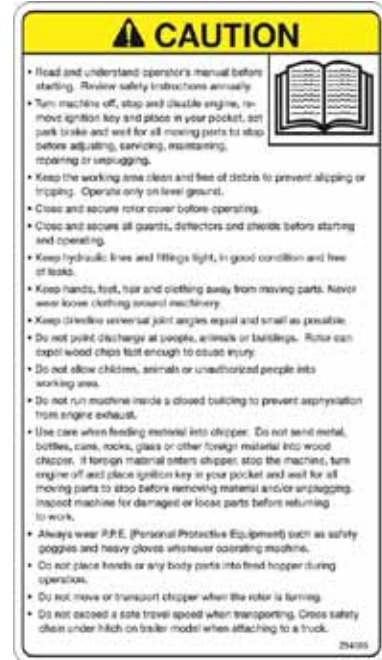 CAUTION
• Read and understand operator's manual before
starting. Review safety instructions annually.
• Turn machine off, stop and disable engine, re-
move ignition key and place in your pocket, set
park brake and wait for all moving parts to stop
before adjusting, servicing, maintaining,
repairing or unplugging.
• Keep the working area clean and free of debris to prevent slipping or
tripping. Operate only on level ground.
• Close and secure rotor cover before operating.
• Close and secure all guards, deflectors and shields before starting
and operating.
• Keep hydraulic lines and fittings tight, in good condition and free
of leaks.
• Keep hands, feet, hair and clothing away from moving parts. Never
wear loose clothing around machinery.
• Keep driveline universal joint angles equal and small as possible.
• Do not point discharge at people, animals or buildings. Rotor can
expel wood chips fast enough to cause injury.
• Do not allow children, animals or unauthorized people into
working area.
• Do not run machine inside a closed building to prevent asphyxiation
from engine exhaust.
• Use care when feeding material into chipper. Do not send metal,
bottles, cans, rocks, glass or other foreign material into wood
chipper. If foreign material enters chipper, stop the machine, turn
engine off and place ignition key in your pocket and wait for all
moving parts to stop before removing material and/or unplugging.
Inspect machine for damaged or loose parts before returning
to work.
• Always wear P.P.E. (Personal Protective Equipment) such as safety
goggles and heavy gloves whenever operating machine.
• Do not place hands or any body parts into feed hopper during
operation.
• Do not move or transport chipper when the rotor is turning.
• Do not exceed a safe travel speed when transporting. Cross safety
chain under hitch on trailer model when attaching to a truck.